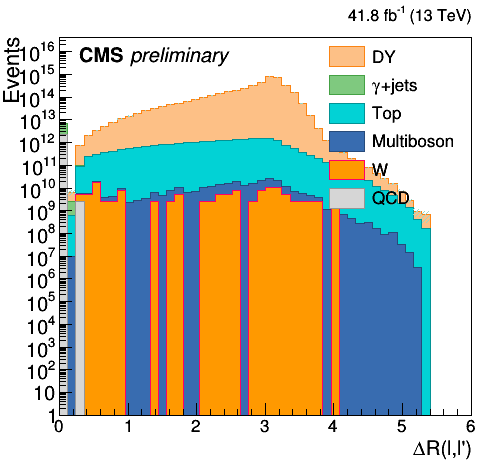 41.8 fb⁻¹ (13 TeV)
Events
CMS preliminary
DY
γ+jets
Top
Multiboson
W
QCD
10¹⁶
10¹⁵
10¹⁴
10¹³
10¹²
10¹¹
10¹⁰
10⁹
10⁸
10⁷
10⁶
10⁵
10⁴
10³
10²
10
1
0 1 2 3 4 5 6
ΔR(l,l')